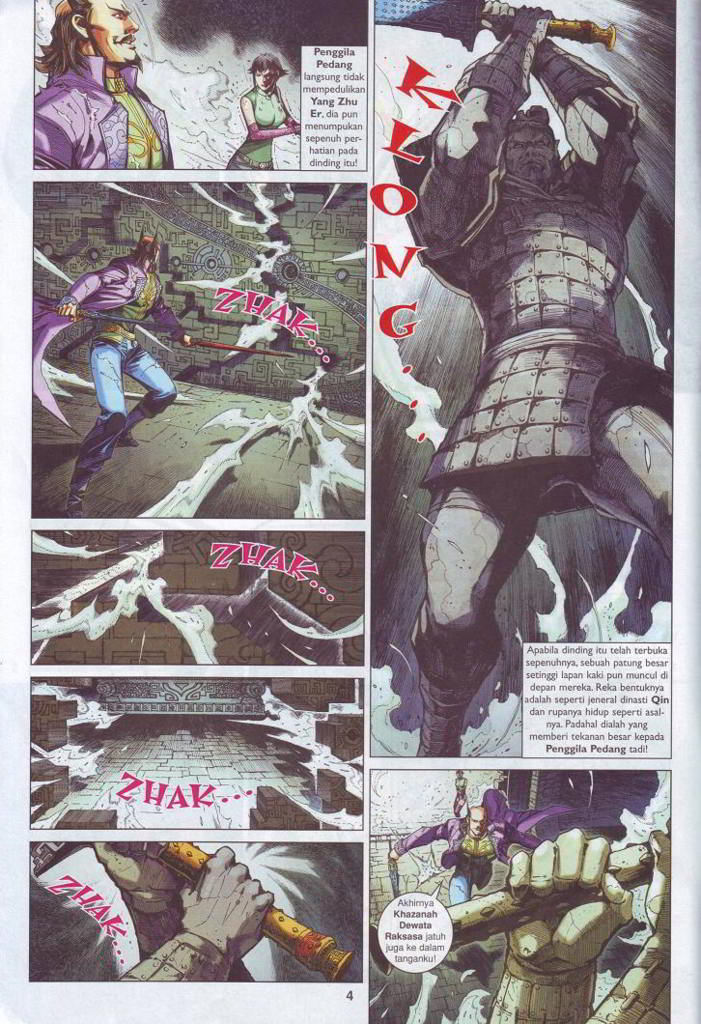 Penggila
Pedang
langsung tidak
mempedulikan
Yang Zhu
Er, dia pun
menumpukan
sepenuh per-
hatian pada
dinding itu!
ZHAK...
ZHAK...
ZHAK...
ZHAK...
KLONG...
Apabila dinding itu telah terbuka
sepenuhnya, sebuah patung besar
setinggi lapan kaki pun muncul di
depan mereka. Reka bentuknya
adalah seperti jeneral dinasti Qin
dan rupanya hidup seperti asal-
nya. Padahal dialah yang
memberi tekanan besar kepada
Penggila Pedang tadi!
Akhirnya
Khazanah
Dewata
Raksasa jatuh
juga ke dalam
tanganku!
4